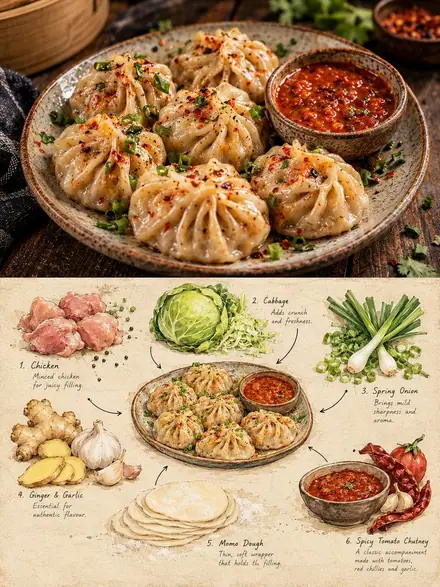 2. Cabbage
Adds crunch
and freshness.
1. Chicken
Minced chicken
for juicy filling.
3. Spring Onion
Brings mild
sharpness and
aroma.
4. Ginger & Garlic
Essential for
authentic flavour.
5. Momo Dough
Thin, soft wrapper
that holds the filling.
6. Spicy Tomato Chutney
A classic accompaniment
made with tomatoes,
red chillies and garlic.